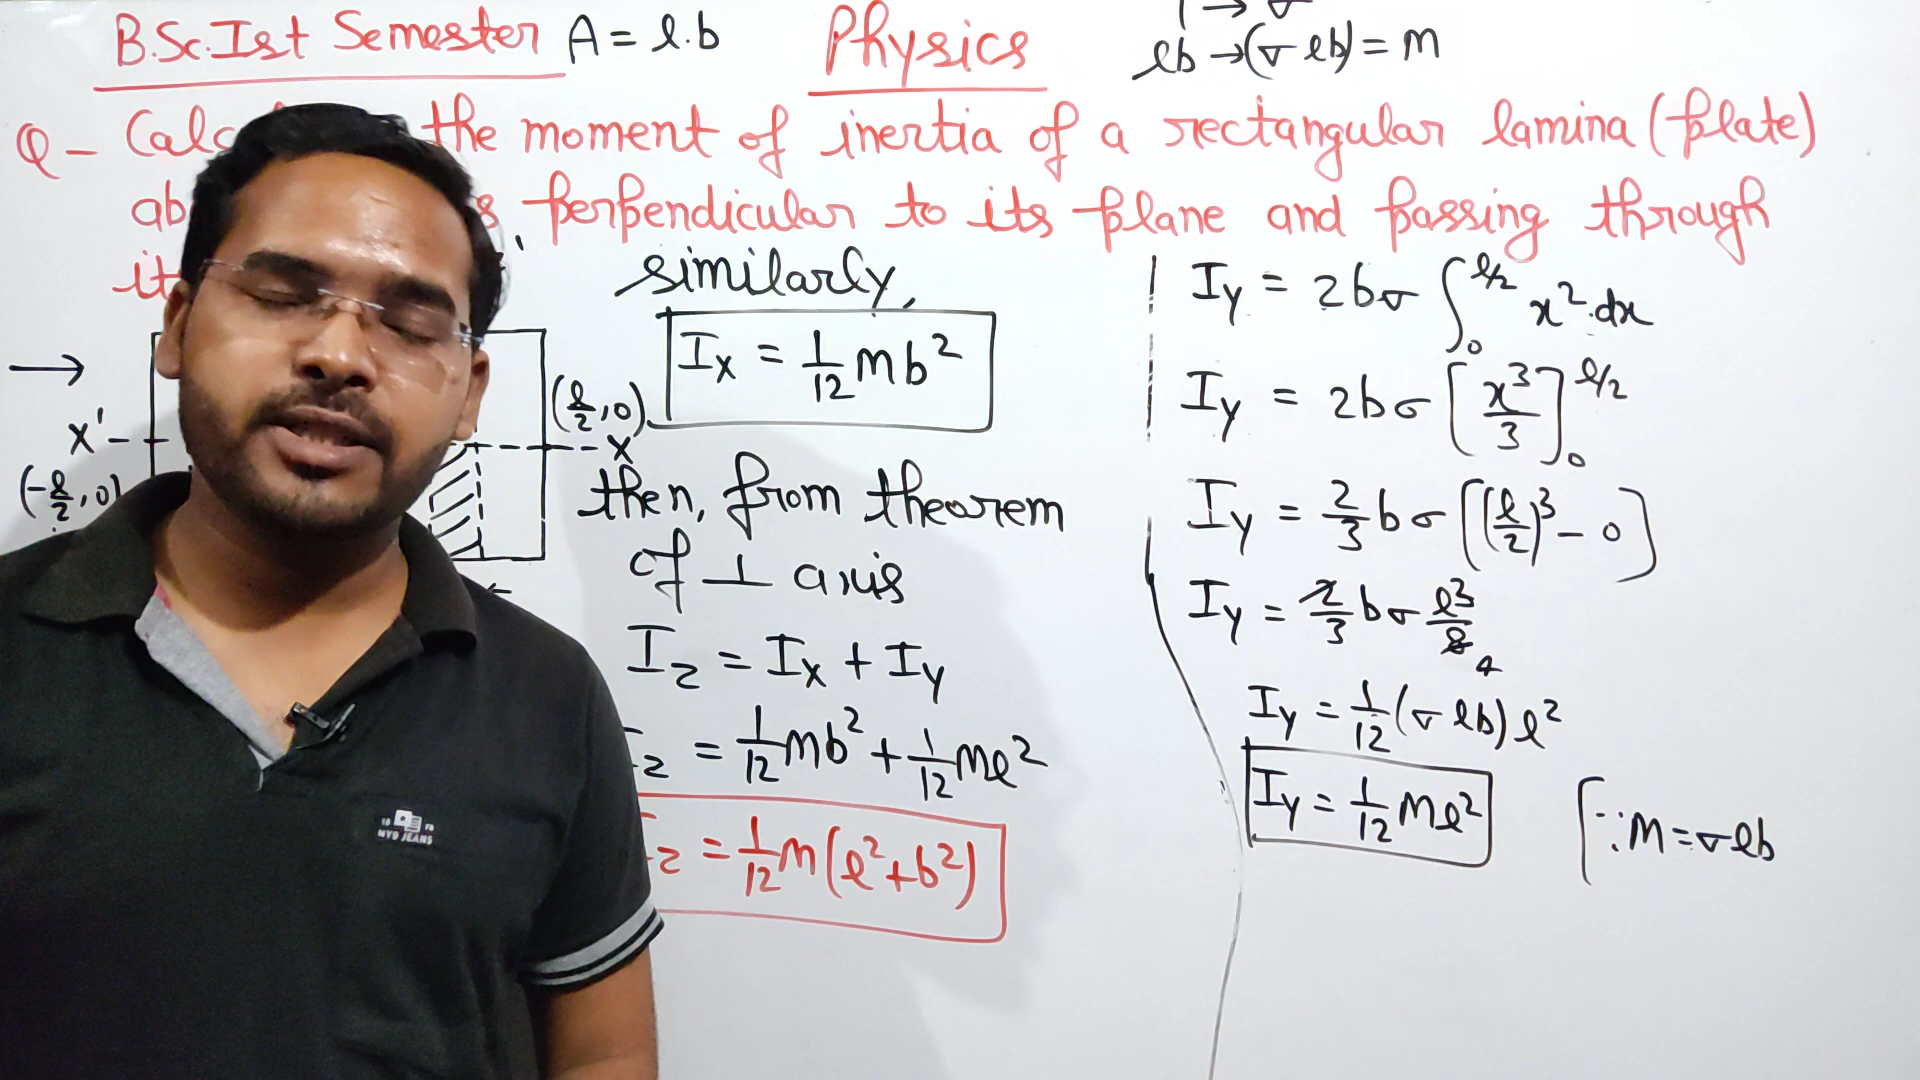 B.Sc. Ist Semester A = l.b Physics
lb → (σ lb) = m
Q - the moment of inertia of a rectangular lamina (plate)
perpendicular to its plane and passing through
similarly,
Ix = 1/12 mb²
(l/2, 0)
X' X
(-l/2, 0)
then, from theorem
of ⊥ axis
Iz = Ix + Iy
z = 1/12 mb² + 1/12 ml²
z = 1/12 m(l² + b²)
Iy = 2bσ ∫₀^(l/2) x².dx
Iy = 2bσ [x³/3]₀^(l/2)
Iy = 2/3 bσ [(l/2)³ - 0]
Iy = 2/3 bσ l³/8 4
Iy = 1/12 (σ lb) l²
Iy = 1/12 Ml²
[∵ M = σ lb
NYD JEANS